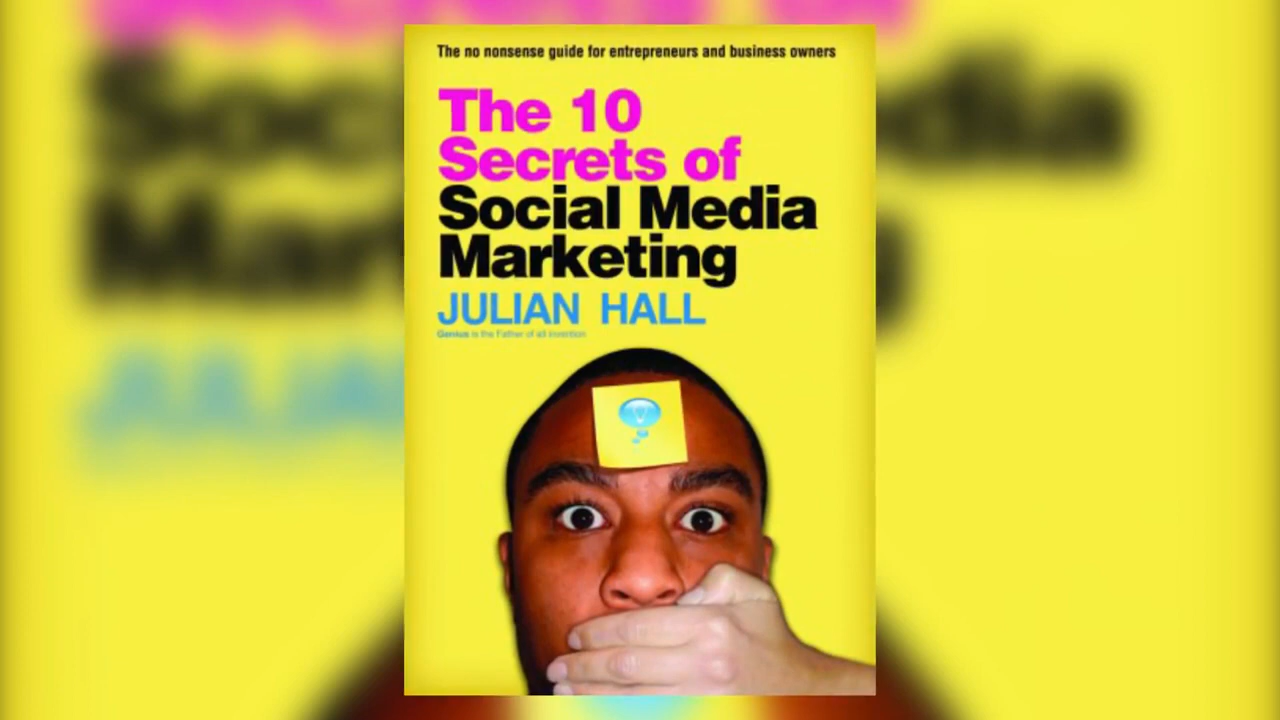 The no nonsense guide for entrepreneurs and business owners
The 10
Secrets of
Social Media
Marketing
JULIAN HALL
Genius is the Father of all invention